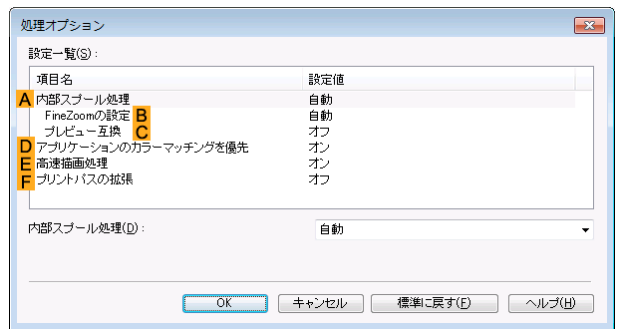 処理オプション
設定一覧(S):
項目名 設定値
A 内部スプール処理 自動
FineZoomの設定 B 自動
プレビュー互換 C オフ
D アプリケーションのカラーマッチングを優先 オン
E 高速描画処理 オン
F プリントパスの拡張 オフ
内部スプール処理(D): 自動
OK キャンセル 標準に戻す(F) ヘルプ(H)